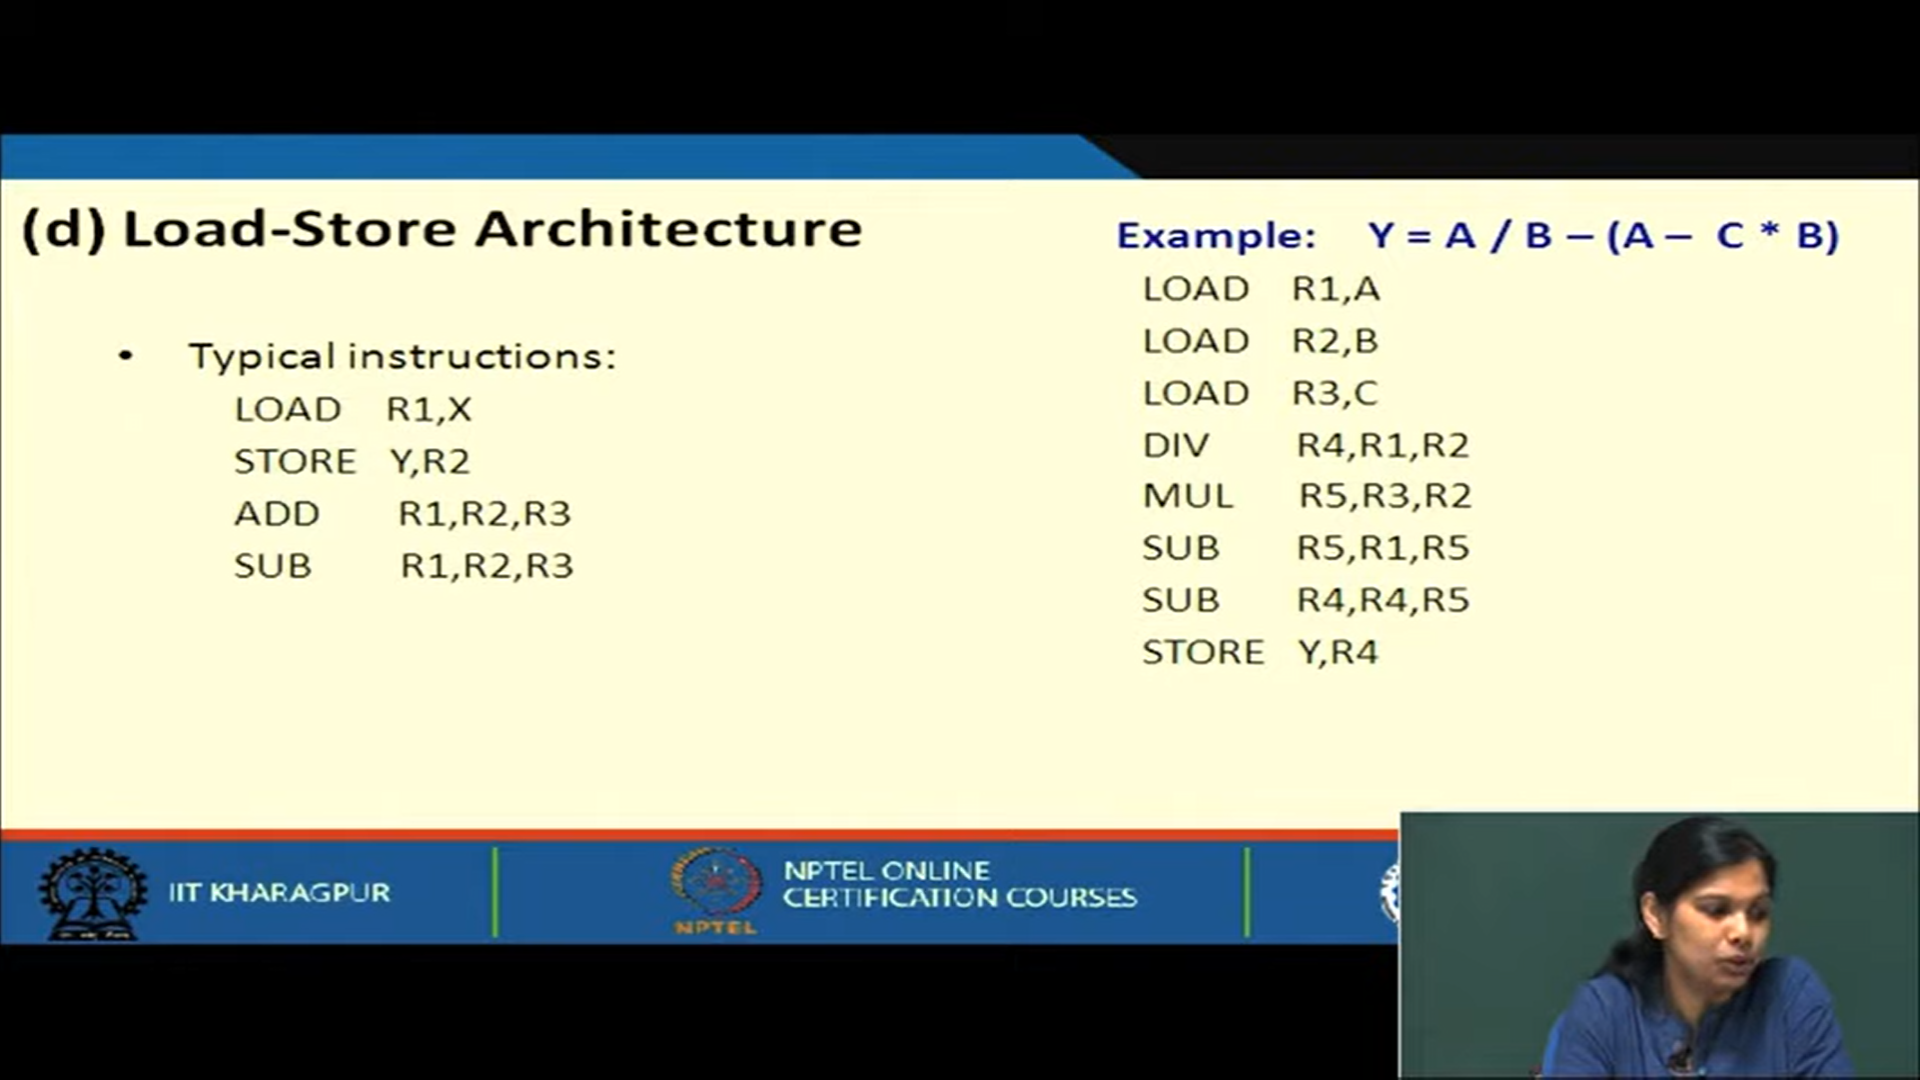 (d) Load-Store Architecture
• Typical instructions:
LOAD R1,X
STORE Y,R2
ADD R1,R2,R3
SUB R1,R2,R3
Example: Y = A / B – (A – C * B)
LOAD R1,A
LOAD R2,B
LOAD R3,C
DIV R4,R1,R2
MUL R5,R3,R2
SUB R5,R1,R5
SUB R4,R4,R5
STORE Y,R4
IIT KHARAGPUR
NPTEL
NPTEL ONLINE
CERTIFICATION COURSES